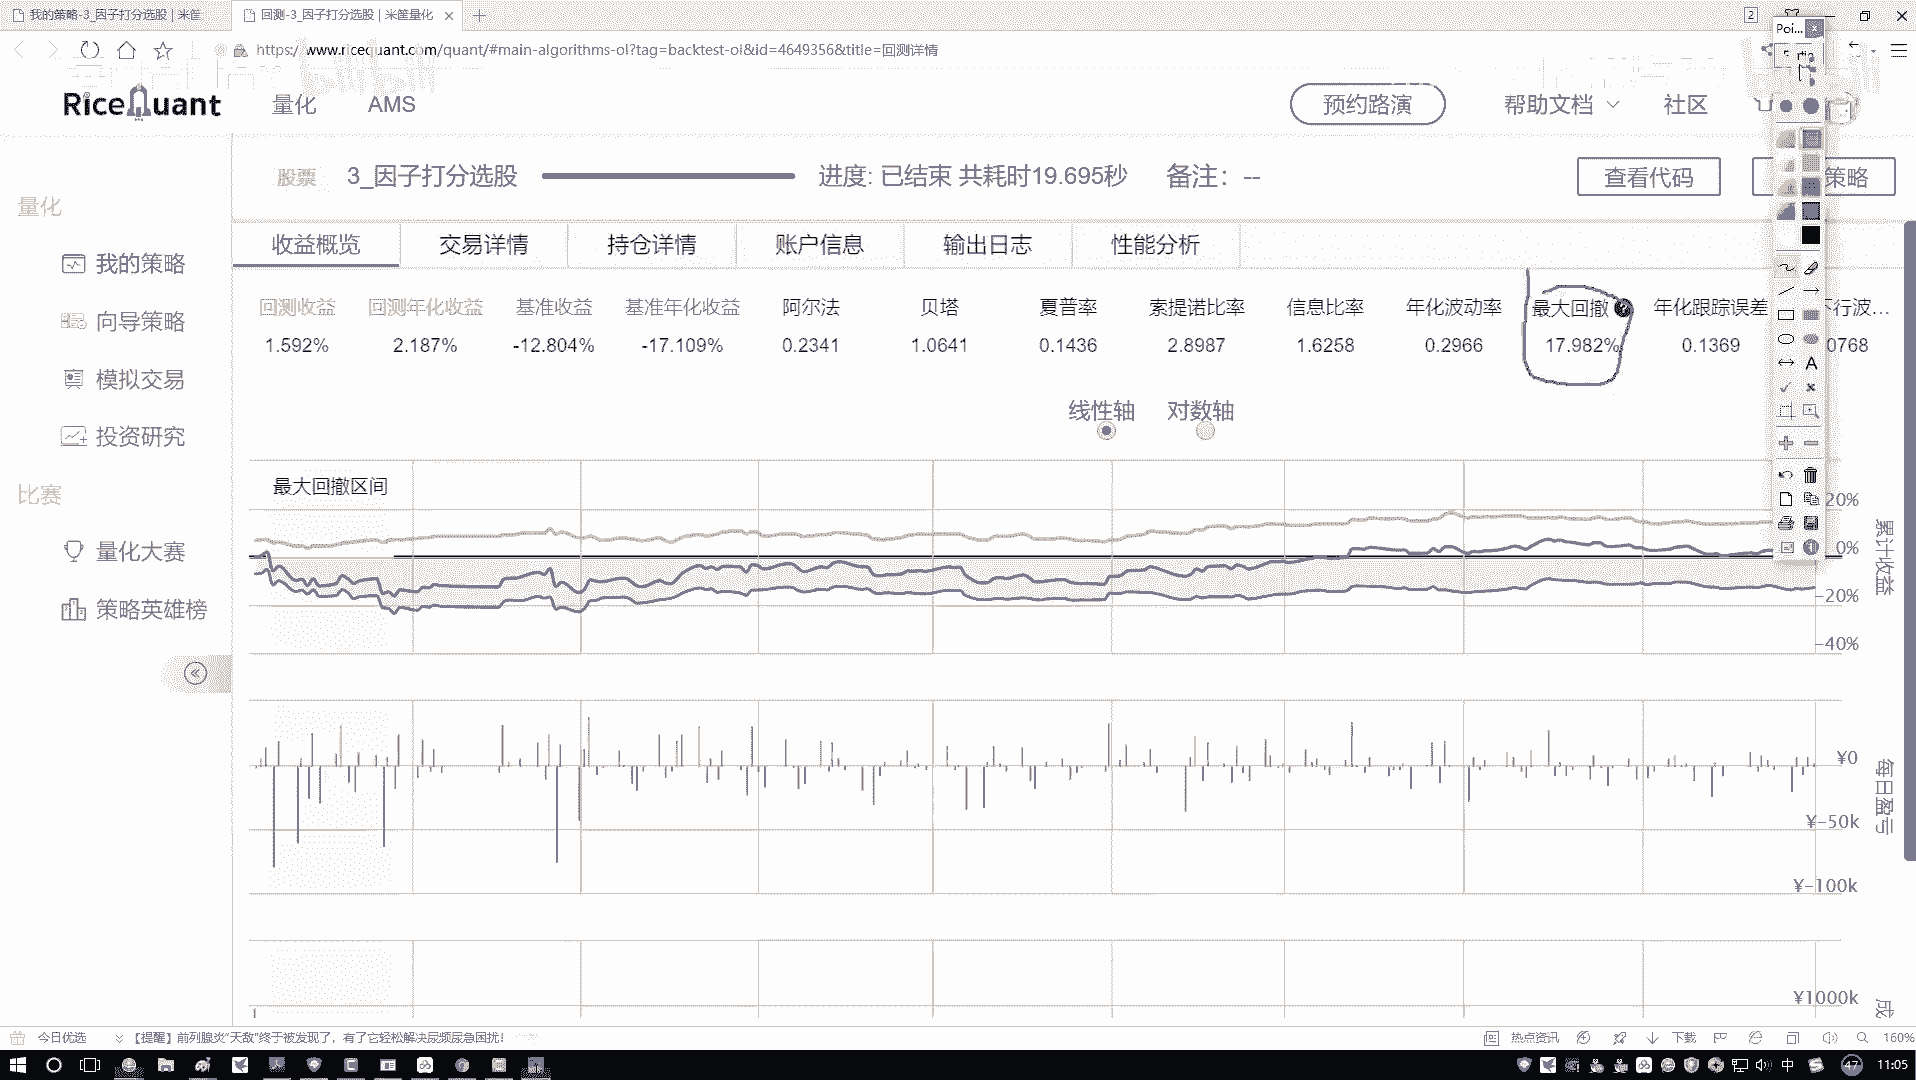 我的策略-3_因子打分选股 | 米筐
回测-3_因子打分选股 | 米筐量化
2
Poi...
https://www.ricequant.com/quant/#main-algorithms-ol?tag=backtest-ol&id=4649356&title=回测详情
RiceQuant
量化
AMS
预约路演
帮助文档
社区
股票
3_因子打分选股
进度: 已结束 共耗时19.695秒
备注: --
查看代码
策略
量化
我的策略
向导策略
模拟交易
投资研究
比赛
量化大赛
策略英雄榜
收益概览
交易详情
持仓详情
账户信息
输出日志
性能分析
回测收益 回测年化收益 基准收益 基准年化收益 阿尔法 贝塔 夏普率 索提诺比率 信息比率 年化波动率 最大回撤 年化跟踪误差 下行波...
1.592% 2.187% -12.804% -17.109% 0.2341 1.0641 0.1436 2.8987 1.6258 0.2966 17.982% 0.1369 0768
线性轴 对数轴
最大回撤区间
20%
0%
-20%
-40%
累计收益
¥0
¥-50k
¥-100k
每日盈亏
¥1000k
成
今日优选
【提醒】前列腺炎“天敌”终于被发现了，有了它轻松解决尿频尿急困扰！
热点资讯
下载
160%
中
47
11:05